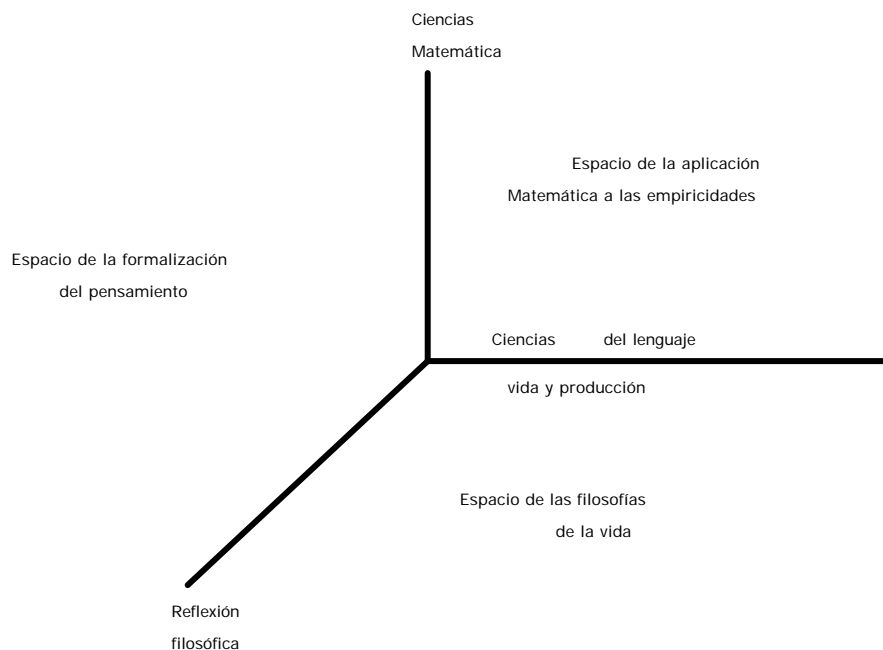 Ciencias
Matemática
Espacio de la aplicación
Matemática a las empiricidades
Espacio de la formalización
del pensamiento
Ciencias del lenguaje
vida y producción
Espacio de las filosofías
de la vida
Reflexión
filosófica